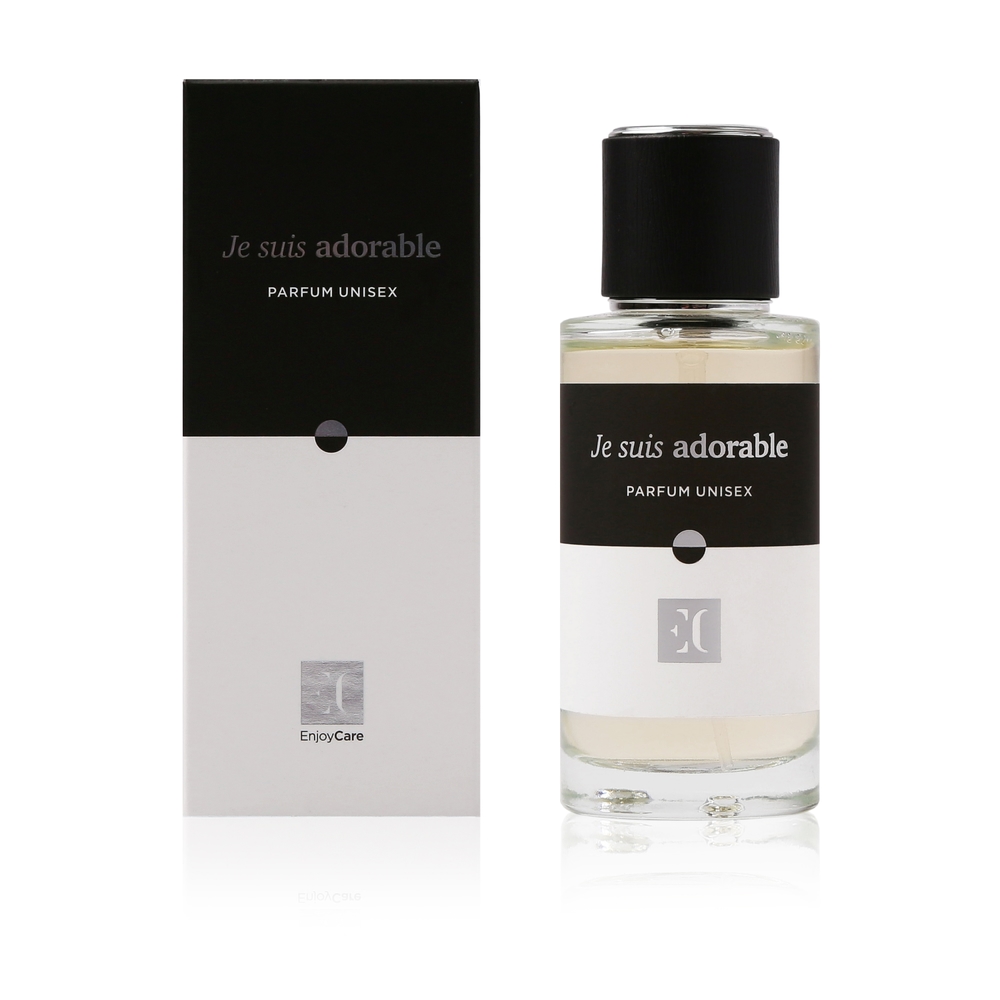 Je suis adorable
PARFUM UNISEX
EC
EnjoyCare
Je suis adorable
PARFUM UNISEX
EC